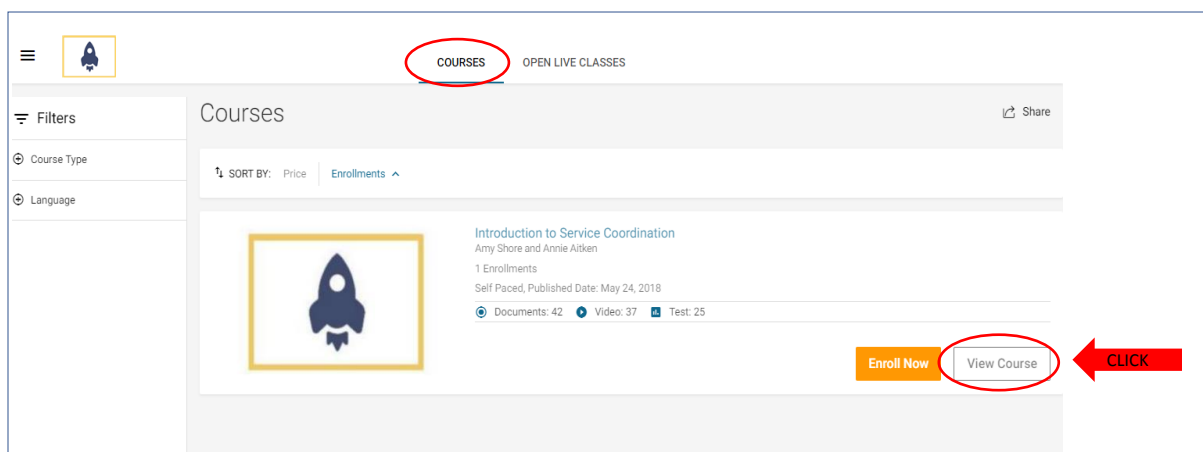 COURSES OPEN LIVE CLASSES
Filters
Course Type
Language
Courses
Share
SORT BY: Price Enrollments
Introduction to Service Coordination
Amy Shore and Annie Aitken
1 Enrollments
Self Paced, Published Date: May 24, 2018
Documents: 42 Video: 37 Test: 25
Enroll Now View Course CLICK